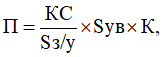 П = КС / Sз/у × Sув × К,